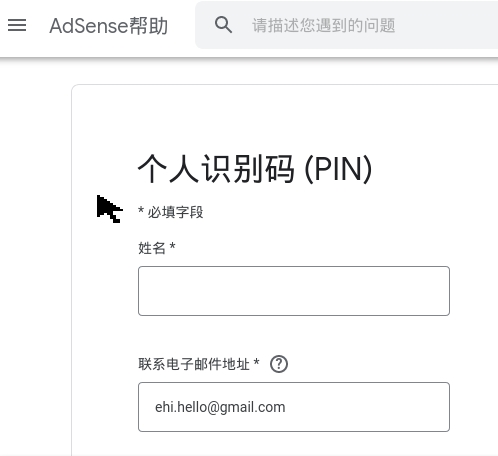 AdSense帮助
请描述您遇到的问题
个人识别码 (PIN)
* 必填字段
姓名 *
联系电子邮件地址 *
ehi.hello@gmail.com